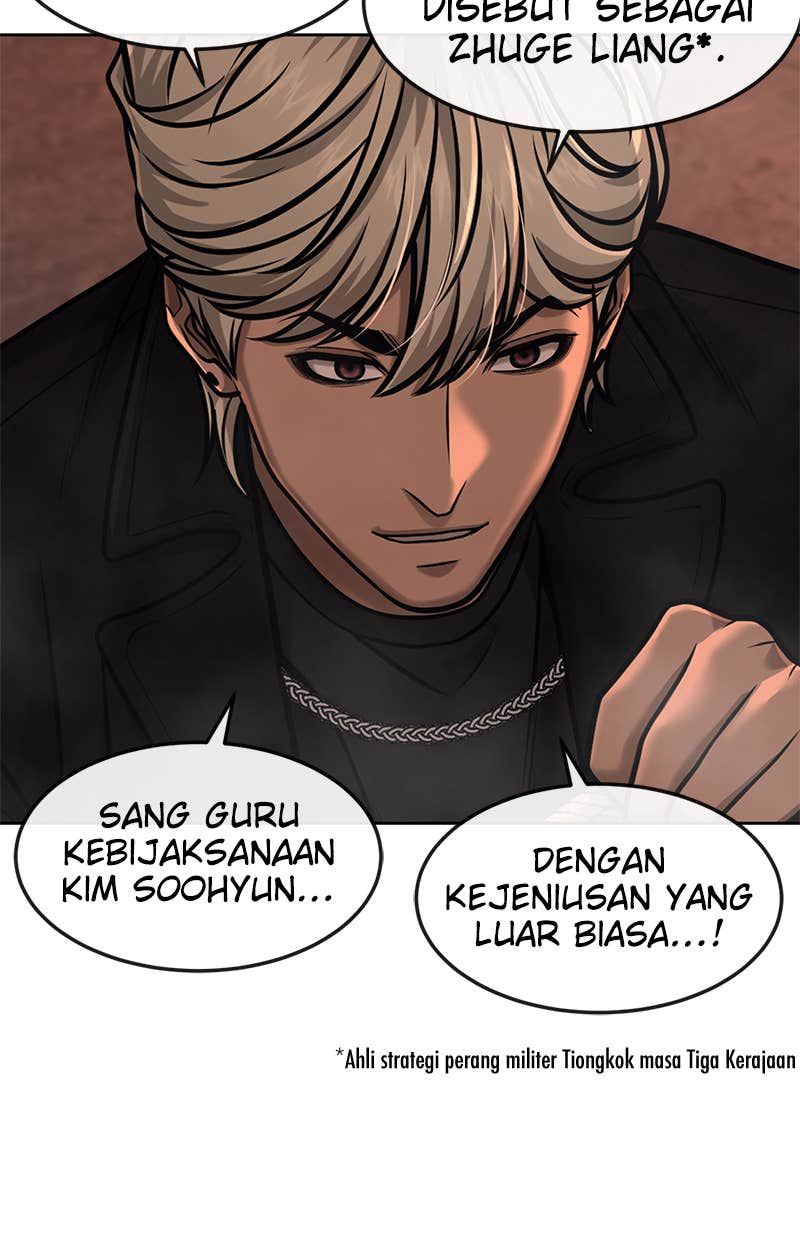 DISEBUT SEBAGAI
ZHUGE LIANG*.
SANG GURU
KEBIJAKSANAAN
KIM SOOHYUN...
DENGAN
KEJENIUSAN YANG
LUAR BIASA...!
*Ahli strategi perang militer Tiongkok masa Tiga Kerajaan